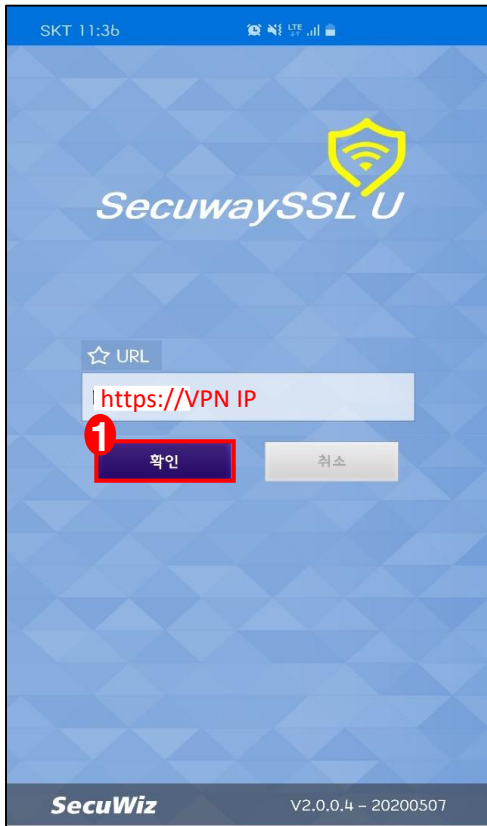 SKT 11:36 LTE
SecuwaySSL U
☆ URL
https://VPN IP
1
확인 취소
SecuWiz V2.0.0.4 – 20200507